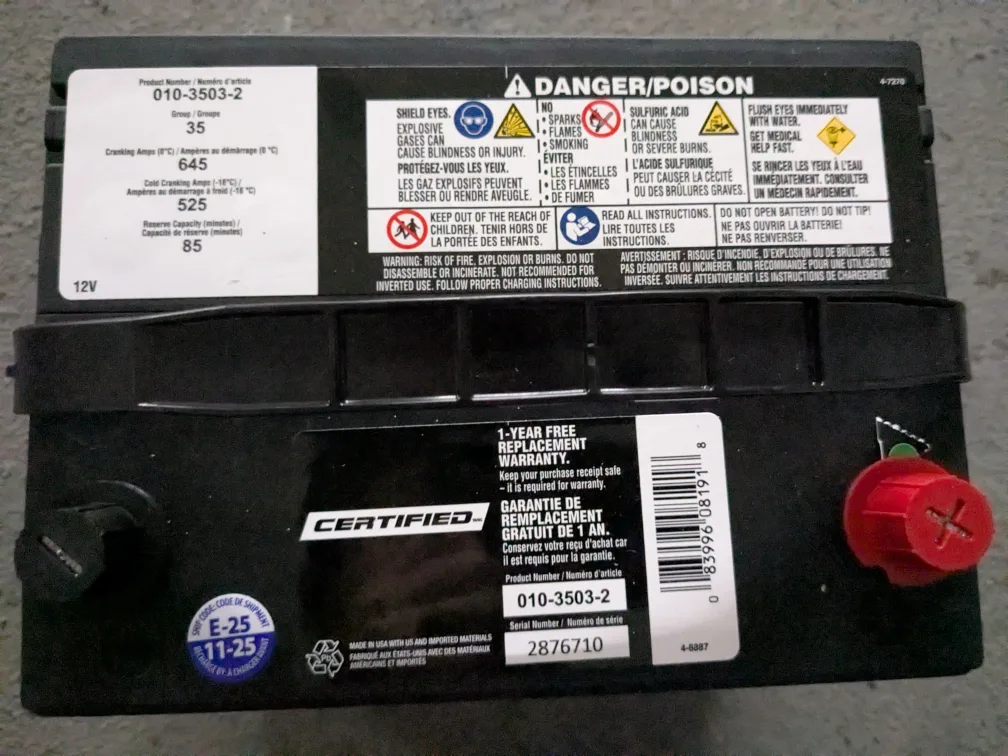 Product Number / Numéro d'article
010-3503-2
Group / Groupe
35
Cranking Amps (0°C) / Ampères au démarrage (0 °C)
645
Cold Cranking Amps (-18°C) /
Ampères au démarrage à froid (-18 °C)
525
Reserve Capacity (minutes) /
Capacité de réserve (minutes)
85
12V
DANGER/POISON
4-7270
SHIELD EYES.
EXPLOSIVE
GASES CAN
CAUSE BLINDNESS OR INJURY.
PROTÉGEZ-VOUS LES YEUX.
LES GAZ EXPLOSIFS PEUVENT
BLESSER OU RENDRE AVEUGLE.
NO
• SPARKS
• FLAMES
• SMOKING
ÉVITER
• LES ÉTINCELLES
• LES FLAMMES
• DE FUMER
SULFURIC ACID
CAN CAUSE
BLINDNESS
OR SEVERE BURNS.
L'ACIDE SULFURIQUE
PEUT CAUSER LA CÉCITÉ
OU DES BRÛLURES GRAVES.
FLUSH EYES IMMEDIATELY
WITH WATER.
GET MEDICAL
HELP FAST.
SE RINCER LES YEUX À L'EAU
IMMÉDIATEMENT. CONSULTER
UN MÉDECIN RAPIDEMENT.
KEEP OUT OF THE REACH OF
CHILDREN. TENIR HORS DE
LA PORTÉE DES ENFANTS.
READ ALL INSTRUCTIONS.
LIRE TOUTES LES
INSTRUCTIONS.
DO NOT OPEN BATTERY! DO NOT TIP!
NE PAS OUVRIR LA BATTERIE!
NE PAS RENVERSER.
WARNING: RISK OF FIRE, EXPLOSION OR BURNS. DO NOT
DISASSEMBLE OR INCINERATE. NOT RECOMMENDED FOR
INVERTED USE. FOLLOW PROPER CHARGING INSTRUCTIONS.
AVERTISSEMENT : RISQUE D'INCENDIE, D'EXPLOSION OU DE BRÛLURES. NE
PAS DÉMONTER OU INCINÉRER. NON RECOMMANDÉ POUR UNE UTILISATION
INVERSÉE. SUIVRE ATTENTIVEMENT LES INSTRUCTIONS DE CHARGEMENT.
1-YEAR FREE
REPLACEMENT
WARRANTY.
Keep your purchase receipt safe
– it is required for warranty.
GARANTIE DE
REMPLACEMENT
GRATUIT DE 1 AN.
Conservez votre reçu d'achat car
il est requis pour la garantie.
CERTIFIED
Product Number / Numéro d'article
010-3503-2
Serial Number / Numéro de série
2876710
0 83996 08191 8
4-8887
SHIP CODE/CODE DE SHIPMENT
E-25
11-25
MADE IN USA WITH US AND IMPORTED MATERIALS
FABRIQUÉ AUX ÉTATS-UNIS AVEC DES MATÉRIAUX
AMÉRICAINS ET IMPORTÉS
Pb